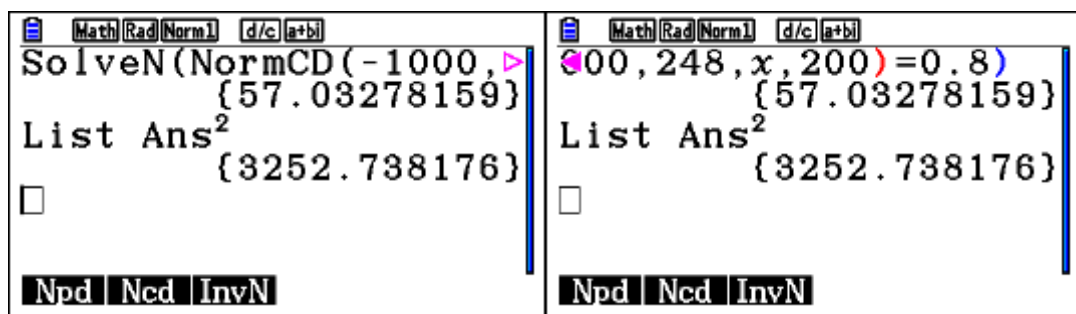 Math Rad Norm1 d/c a+bi
SolveN(NormCD(-1000,
{57.03278159}
List Ans²
{3252.738176}
Npd Ncd InvN
Math Rad Norm1 d/c a+bi
00,248,x,200)=0.8)
{57.03278159}
List Ans²
{3252.738176}
Npd Ncd InvN